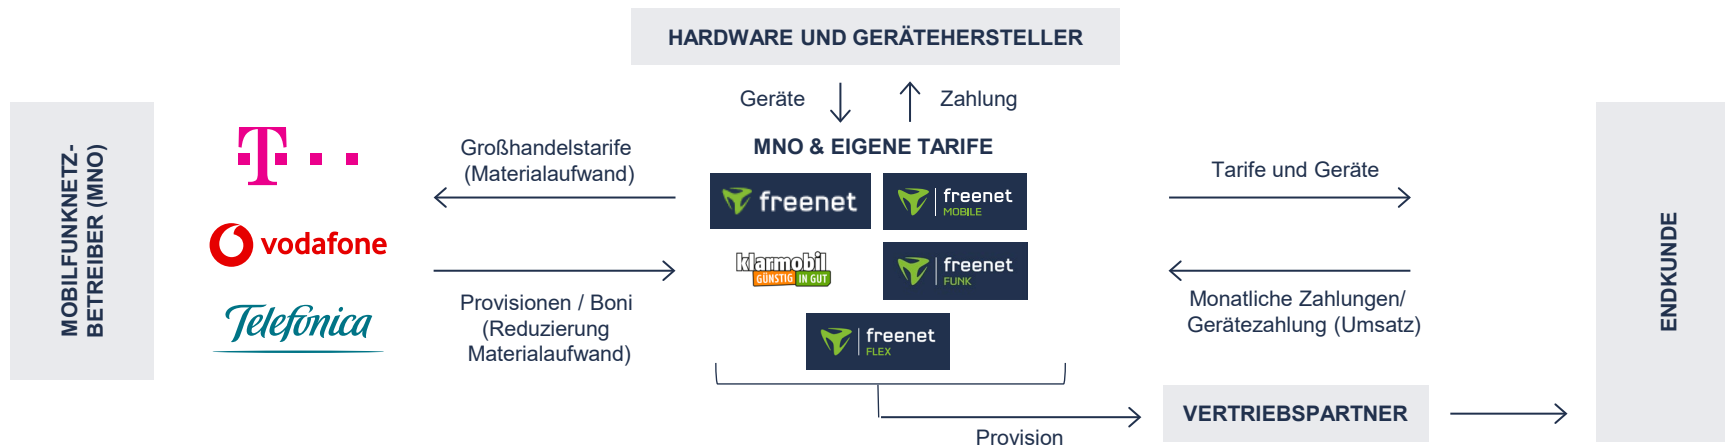 HARDWARE UND GERÄTEHERSTELLER
Geräte
Zahlung
MOBILFUNKNETZ-
BETREIBER (MNO)
T
vodafone
Telefónica
Großhandelstarife
(Materialaufwand)
Provisionen / Boni
(Reduzierung
Materialaufwand)
MNO & EIGENE TARIFE
freenet
freenet
MOBILE
klarmobil
GÜNSTIG IN GUT
freenet
FUNK
freenet
FLEX
Tarife und Geräte
Monatliche Zahlungen/
Gerätezahlung (Umsatz)
ENDKUNDE
Provision
VERTRIEBSPARTNER